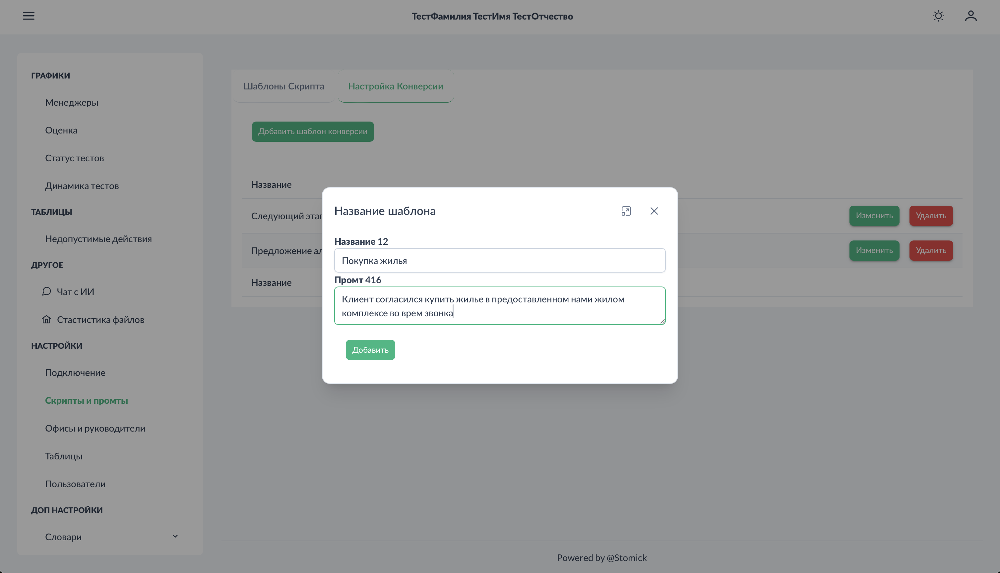 ТестФамилия ТестИмя ТестОтчество
ГРАФИКИ
Менеджеры
Оценка
Статус тестов
Динамика тестов
ТАБЛИЦЫ
Недопустимые действия
ДРУГОЕ
Чат с ИИ
Стастистика файлов
НАСТРОЙКИ
Подключение
Скрипты и промты
Офисы и руководители
Таблицы
Пользователи
ДОП НАСТРОЙКИ
Словари
Шаблоны Скрипта
Настройка Конверсии
Добавить шаблон конверсии
Название
Следующий этап
Изменить
Удалить
Предложение ал
Изменить
Удалить
Название
Название шаблона
Название 12
Покупка жилья
Промт 416
Клиент согласился купить жилье в предоставленном нами жилом
комплексе во врем звонка
Добавить
Powered by @Stomick